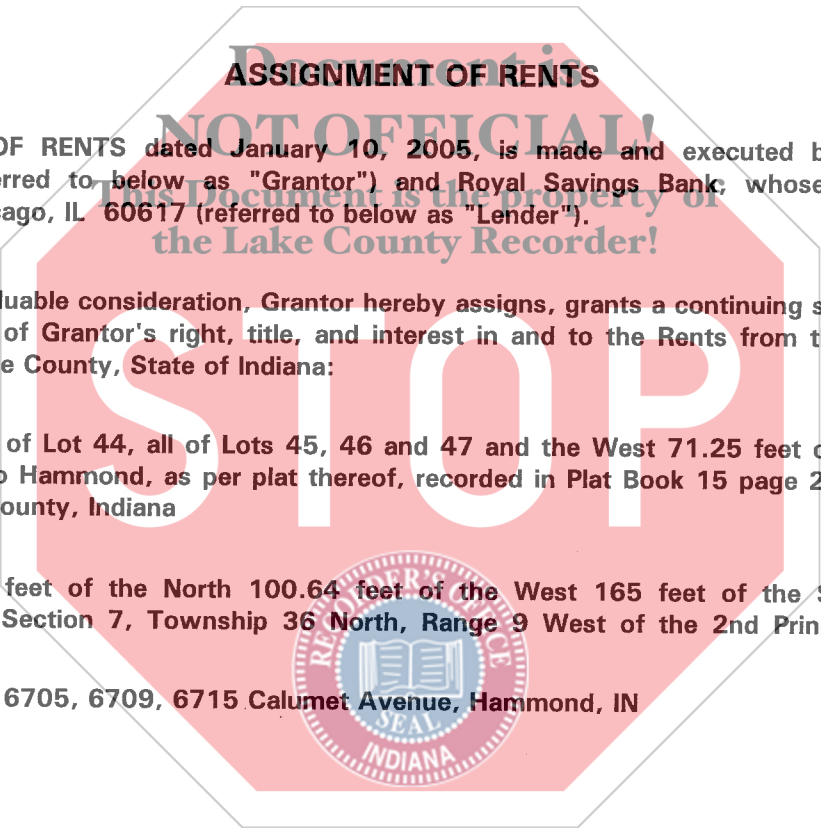 Document is
ASSIGNMENT OF RENTS
NOT OFFICIAL!
OF RENTS dated January 10, 2005, is made and executed b
erred to below as "Grantor") and Royal Savings Bank, whose
This Document is the property of
ago, IL 60617 (referred to below as "Lender").
the Lake County Recorder!
luable consideration, Grantor hereby assigns, grants a continuing s
of Grantor's right, title, and interest in and to the Rents from t
e County, State of Indiana:
STOP
of Lot 44, all of Lots 45, 46 and 47 and the West 71.25 feet o
o Hammond, as per plat thereof, recorded in Plat Book 15 page 2
ounty, Indiana
feet of the North 100.64 feet of the West 165 feet of the S
Section 7, Township 36 North, Range 9 West of the 2nd Prin
6705, 6709, 6715 Calumet Avenue, Hammond, IN
RECORDER'S OFFICE
SEAL
INDIANA